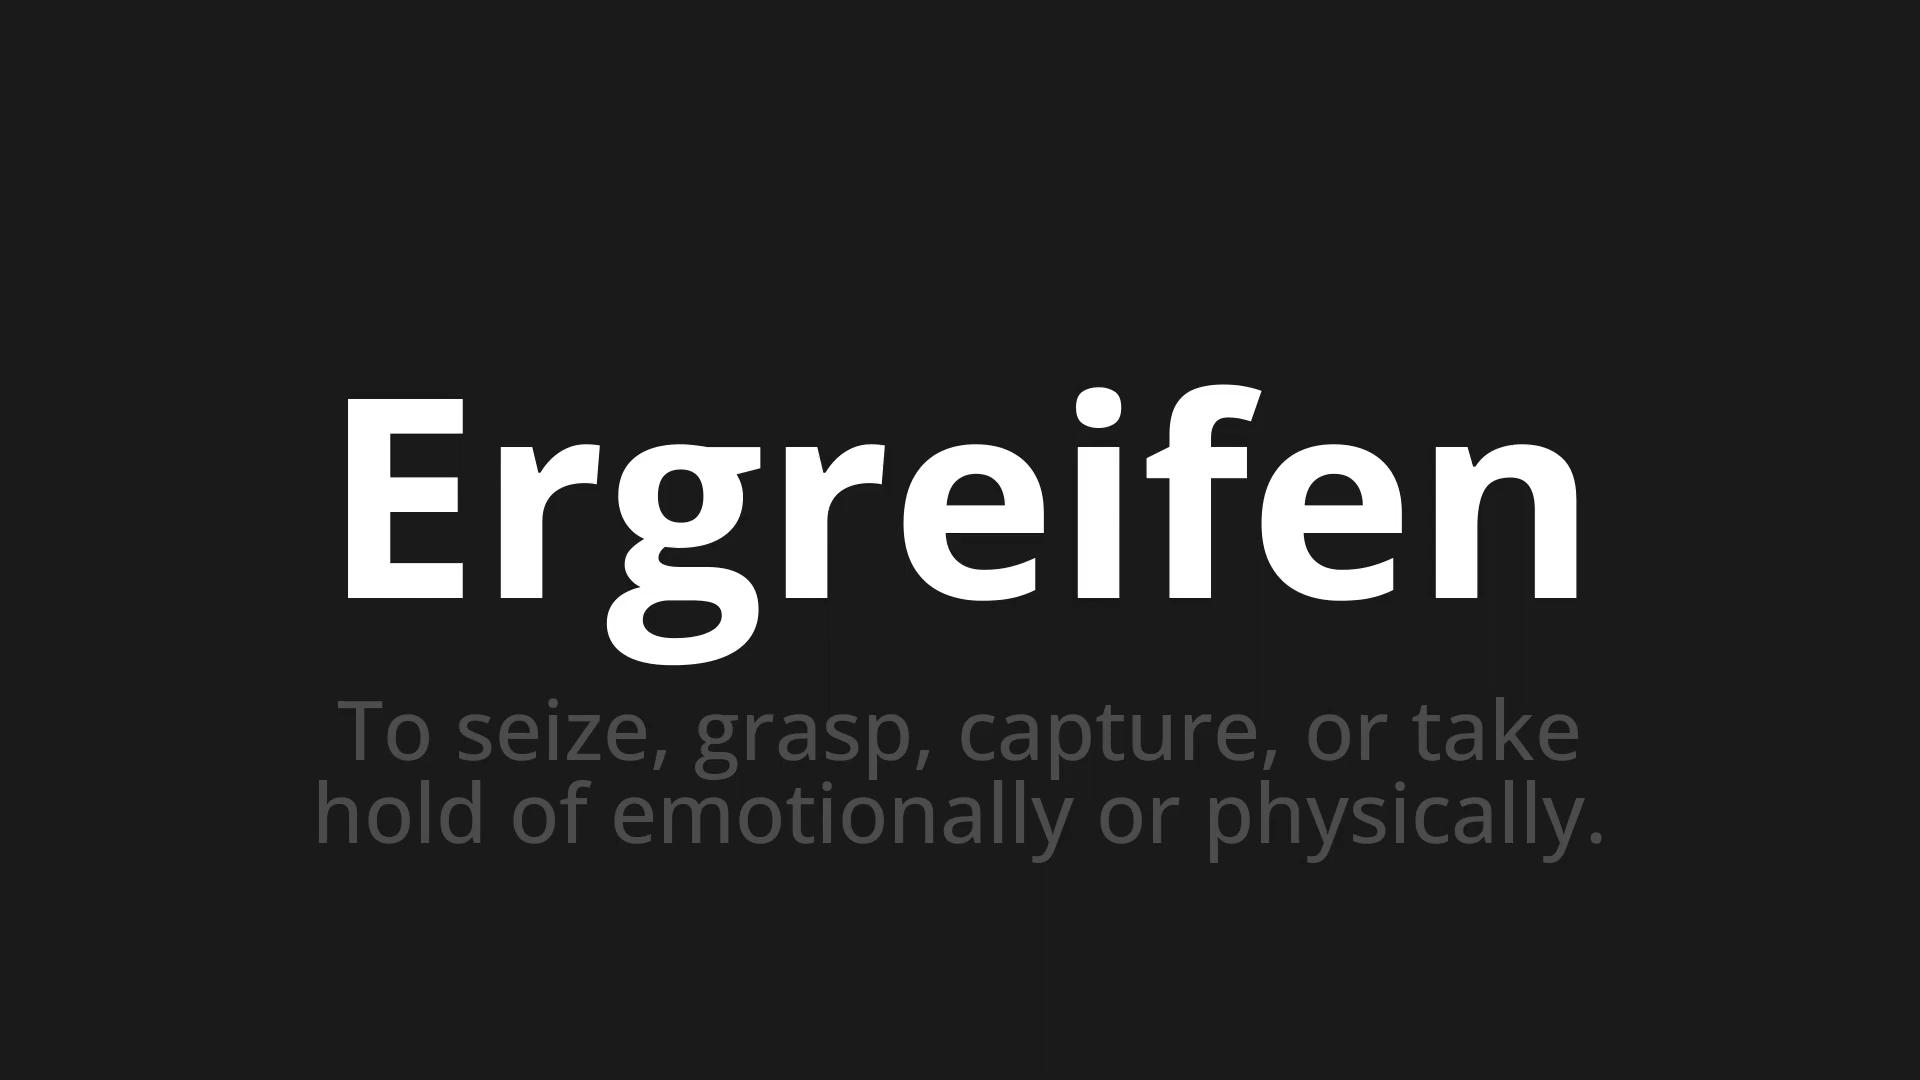 Ergreifen
To seize, grasp, capture, or take
hold of emotionally or physically.